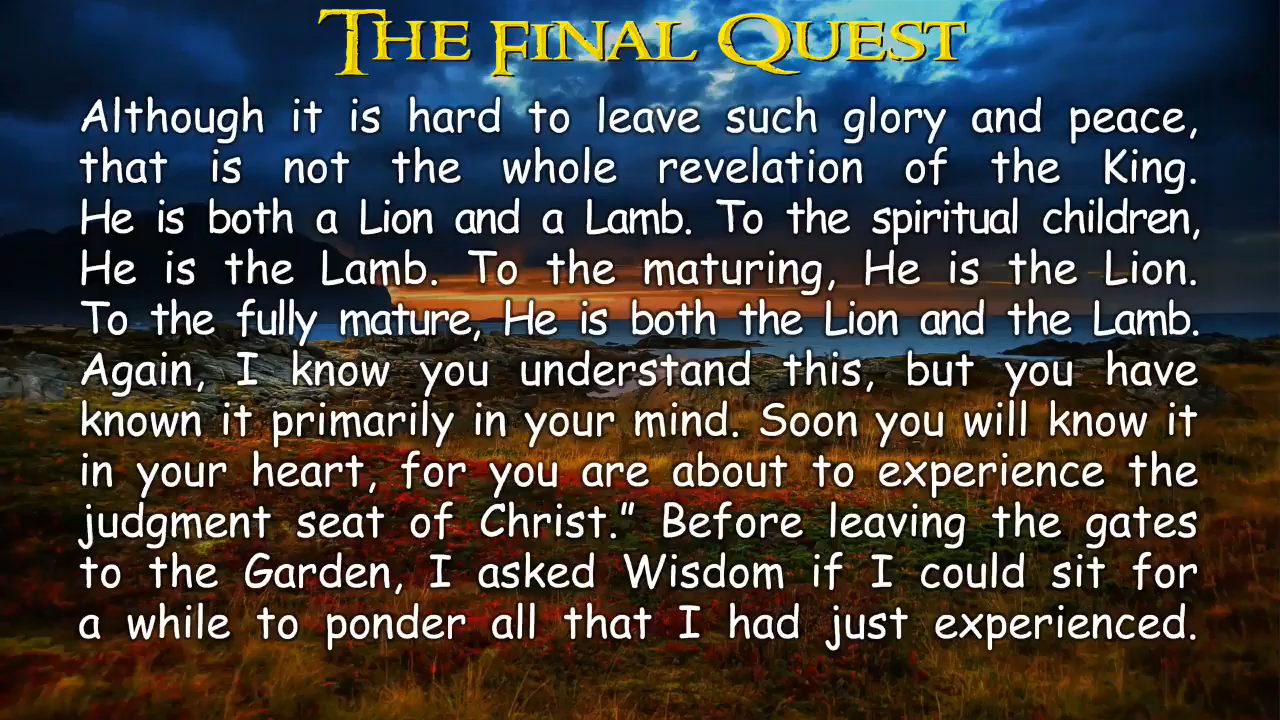 The Final Quest
Although it is hard to leave such glory and peace,
that is not the whole revelation of the King.
He is both a Lion and a Lamb. To the spiritual children,
He is the Lamb. To the maturing, He is the Lion.
To the fully mature, He is both the Lion and the Lamb.
Again, I know you understand this, but you have
known it primarily in your mind. Soon you will know it
in your heart, for you are about to experience the
judgment seat of Christ.” Before leaving the gates
to the Garden, I asked Wisdom if I could sit for
a while to ponder all that I had just experienced.